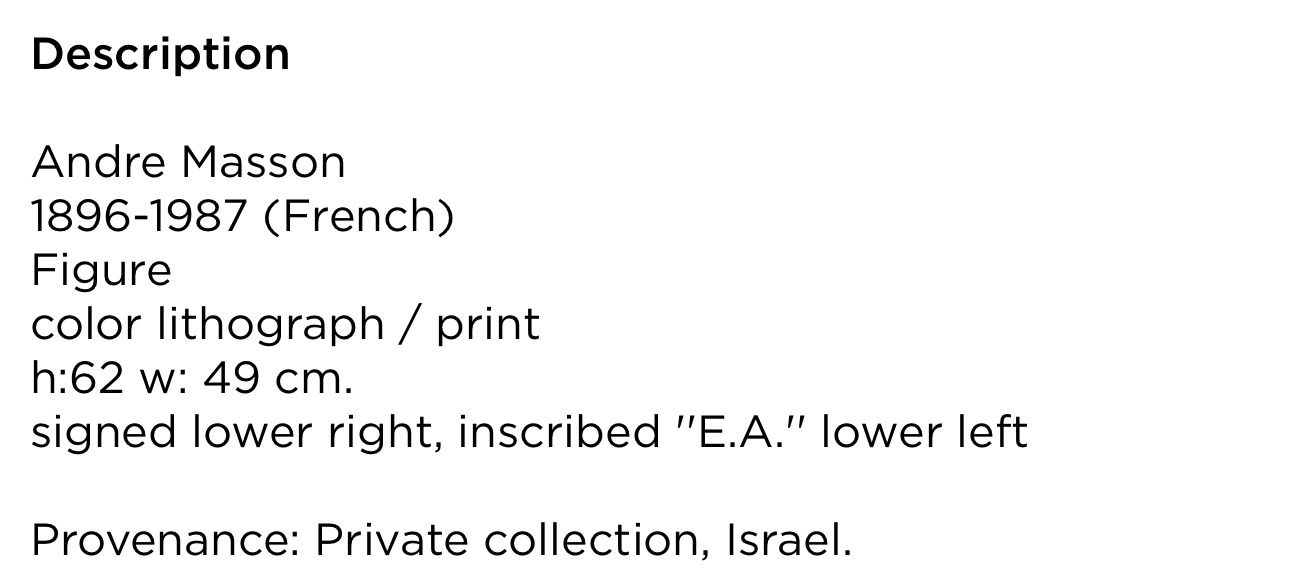 Description
Andre Masson
1896-1987 (French)
Figure
color lithograph / print
h:62 w: 49 cm.
signed lower right, inscribed "E.A." lower left
Provenance: Private collection, Israel.